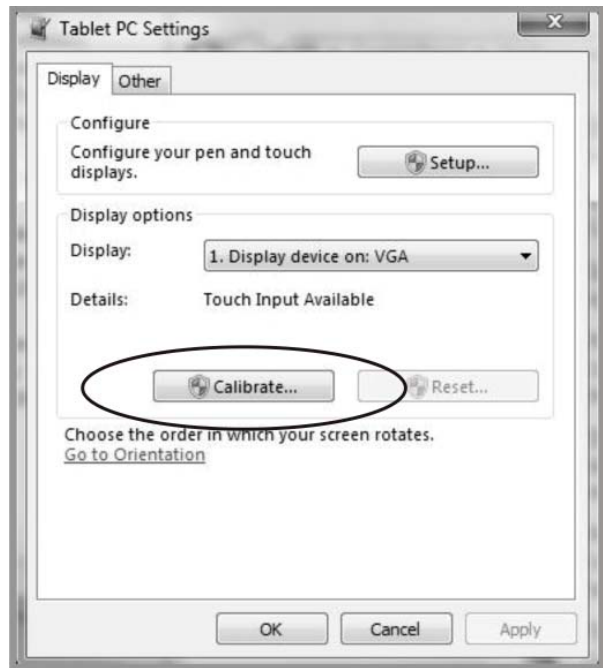 Tablet PC Settings
Display Other
Configure
Configure your pen and touch
displays.
Setup...
Display options
Display: 1. Display device on: VGA
Details: Touch Input Available
Calibrate... Reset...
Choose the order in which your screen rotates.
Go to Orientation
OK Cancel Apply